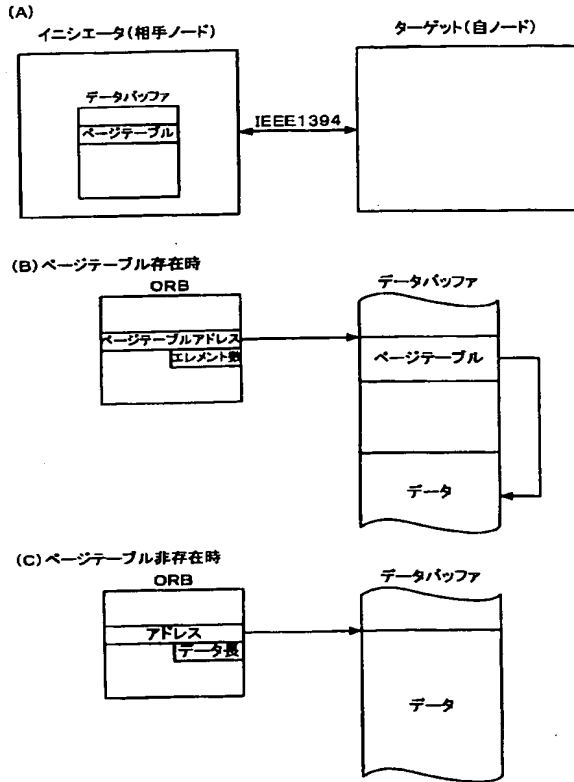 (A)
イニシエータ(相手ノード)
ターゲット(自ノード)
データバッファ
ページテーブル
IEEE1394
(B)ページテーブル存在時
ORB
データバッファ
ページテーブルアドレス
エレメント数
ページテーブル
データ
(C)ページテーブル非存在時
ORB
データバッファ
アドレス
データ長
データ